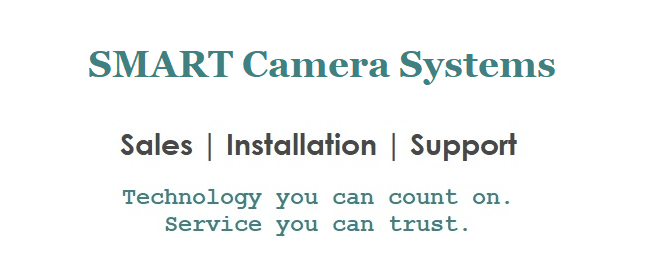 SMART Camera Systems
Sales | Installation | Support
Technology you can count on.
Service you can trust.